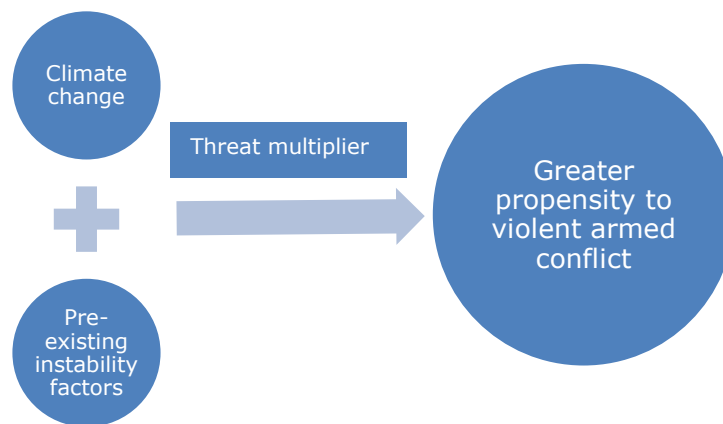 Climate
change
Threat multiplier
Greater
propensity to
violent armed
conflict
Pre-
existing
instability
factors